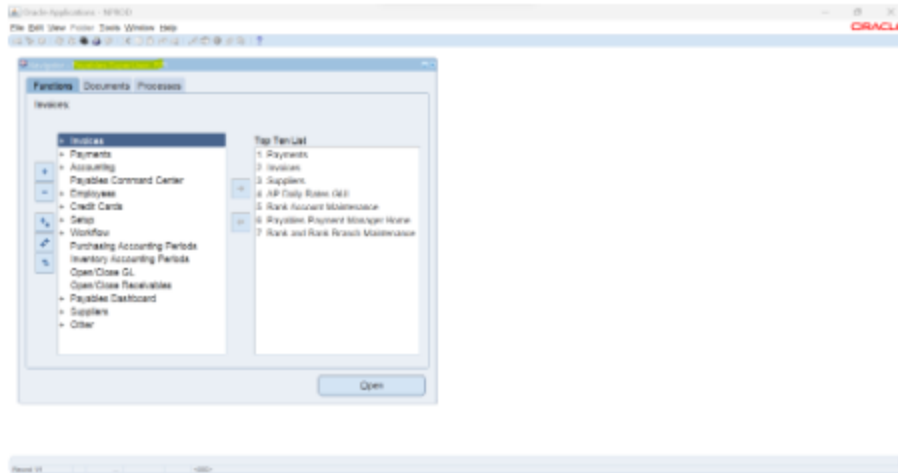 Oracle Applications - NPROD
File Edit View Folder Tools Window Help
ORACLE
Functions Documents Processes
Invoices
Invoices
Payments
Accounting
Payables Command Center
Employees
Credit Cards
Setup
Workflow
Purchasing Accounting Periods
Inventory Accounting Periods
Open/Close GL
Open/Close Receivables
Payables Dashboard
Suppliers
Other
Top Ten List
1. Payments
2. Invoices
3. Suppliers
4. AP Daily Rates GUI
5. Bank Account Maintenance
6. Payables Payment Manager Home
7. Bank and Bank Branch Maintenance
Open